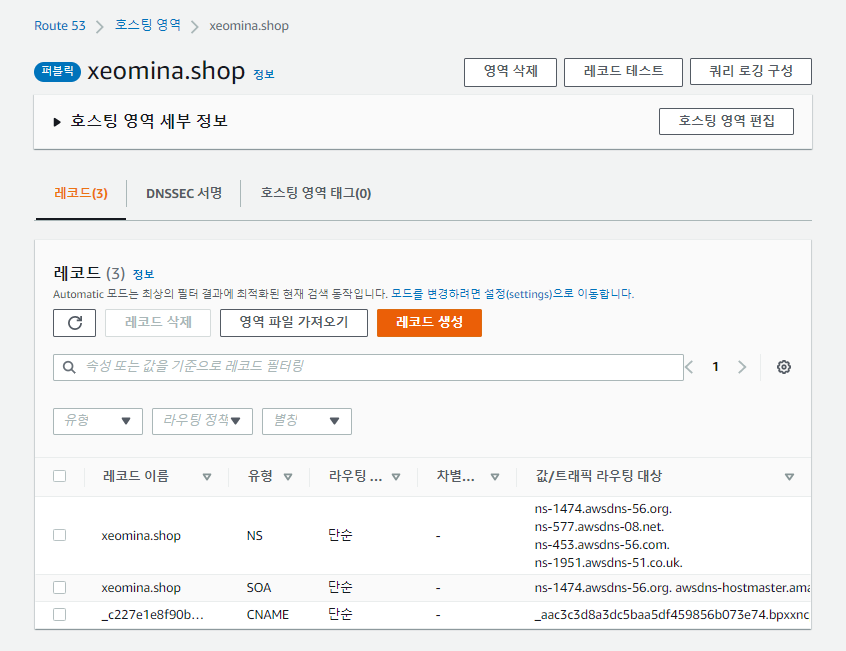 Route 53 > 호스팅 영역 > xeomina.shop
퍼블릭 xeomina.shop 정보
영역 삭제 레코드 테스트 쿼리 로깅 구성
▶ 호스팅 영역 세부 정보 호스팅 영역 편집
레코드(3) DNSSEC 서명 호스팅 영역 태그(0)
레코드 (3) 정보
Automatic 모드는 최상의 필터 결과에 최적화된 현재 검색 동작입니다. 모드를 변경하려면 설정(settings)으로 이동합니다.
레코드 삭제 영역 파일 가져오기 레코드 생성
속성 또는 값을 기준으로 레코드 필터링 < 1 >
유형 ▼ 라우팅 정책 ▼ 별칭 ▼
레코드 이름 유형 라우팅 ... 차별... 값/트래픽 라우팅 대상
ns-1474.awsdns-56.org.
xeomina.shop NS 단순 - ns-577.awsdns-08.net.
ns-453.awsdns-56.com.
ns-1951.awsdns-51.co.uk.
xeomina.shop SOA 단순 - ns-1474.awsdns-56.org. awsdns-hostmaster.ama
_c227e1e8f90b... CNAME 단순 - _aac3c3d8a3dc5baa5df459856b073e74.bpxxnc